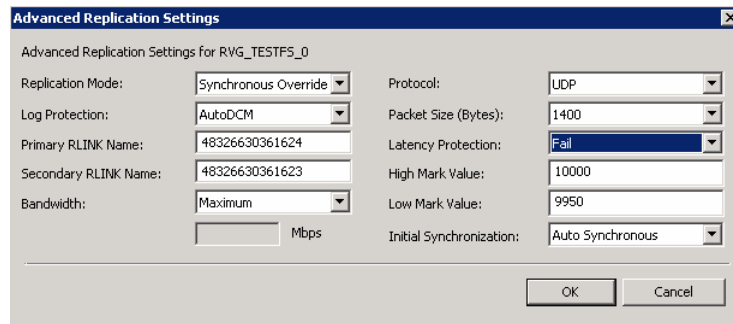 Advanced Replication Settings
Advanced Replication Settings for RVG_TESTFS_0
Replication Mode: Synchronous Override
Protocol: UDP
Log Protection: AutoDCM
Packet Size (Bytes): 1400
Primary RLINK Name: 48326630361624
Latency Protection: Fail
Secondary RLINK Name: 48326630361623
High Mark Value: 10000
Bandwidth: Maximum
Low Mark Value: 9950
Mbps
Initial Synchronization: Auto Synchronous
OK
Cancel